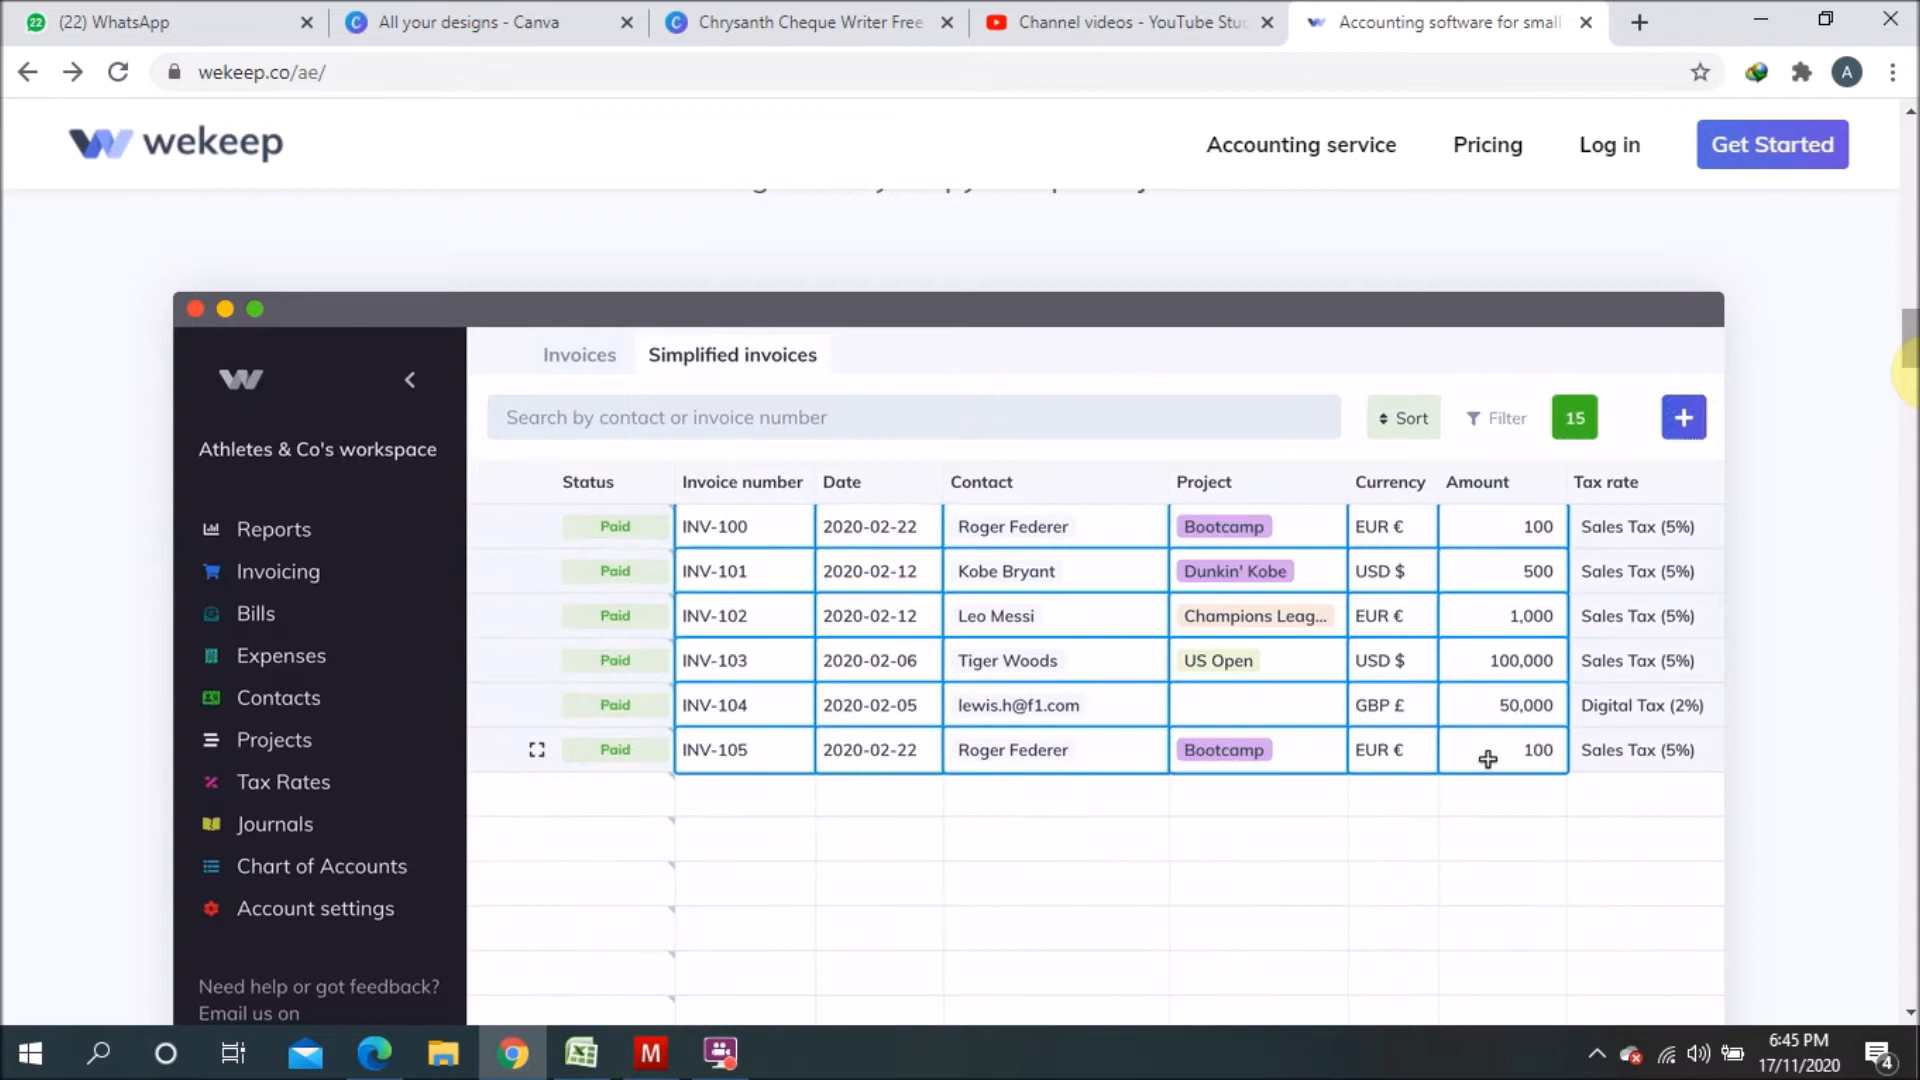 22
(22) WhatsApp
All your designs - Canva
Chrysanth Cheque Writer Free
Channel videos - YouTube Stu
Accounting software for small
wekeep.co/ae/
A
wekeep
Accounting service
Pricing
Log in
Get Started
Invoices
Simplified invoices
Search by contact or invoice number
Sort
Filter
15
+
Athletes & Co's workspace
Reports
Invoicing
Bills
Expenses
Contacts
Projects
Tax Rates
Journals
Chart of Accounts
Account settings
Need help or got feedback?
Email us on
Status Invoice number Date Contact Project Currency Amount Tax rate
Paid INV-100 2020-02-22 Roger Federer Bootcamp EUR € 100 Sales Tax (5%)
Paid INV-101 2020-02-12 Kobe Bryant Dunkin' Kobe USD $ 500 Sales Tax (5%)
Paid INV-102 2020-02-12 Leo Messi Champions Leag... EUR € 1,000 Sales Tax (5%)
Paid INV-103 2020-02-06 Tiger Woods US Open USD $ 100,000 Sales Tax (5%)
Paid INV-104 2020-02-05 lewis.h@f1.com GBP £ 50,000 Digital Tax (2%)
Paid INV-105 2020-02-22 Roger Federer Bootcamp EUR € 100 Sales Tax (5%)
M
6:45 PM
17/11/2020
4